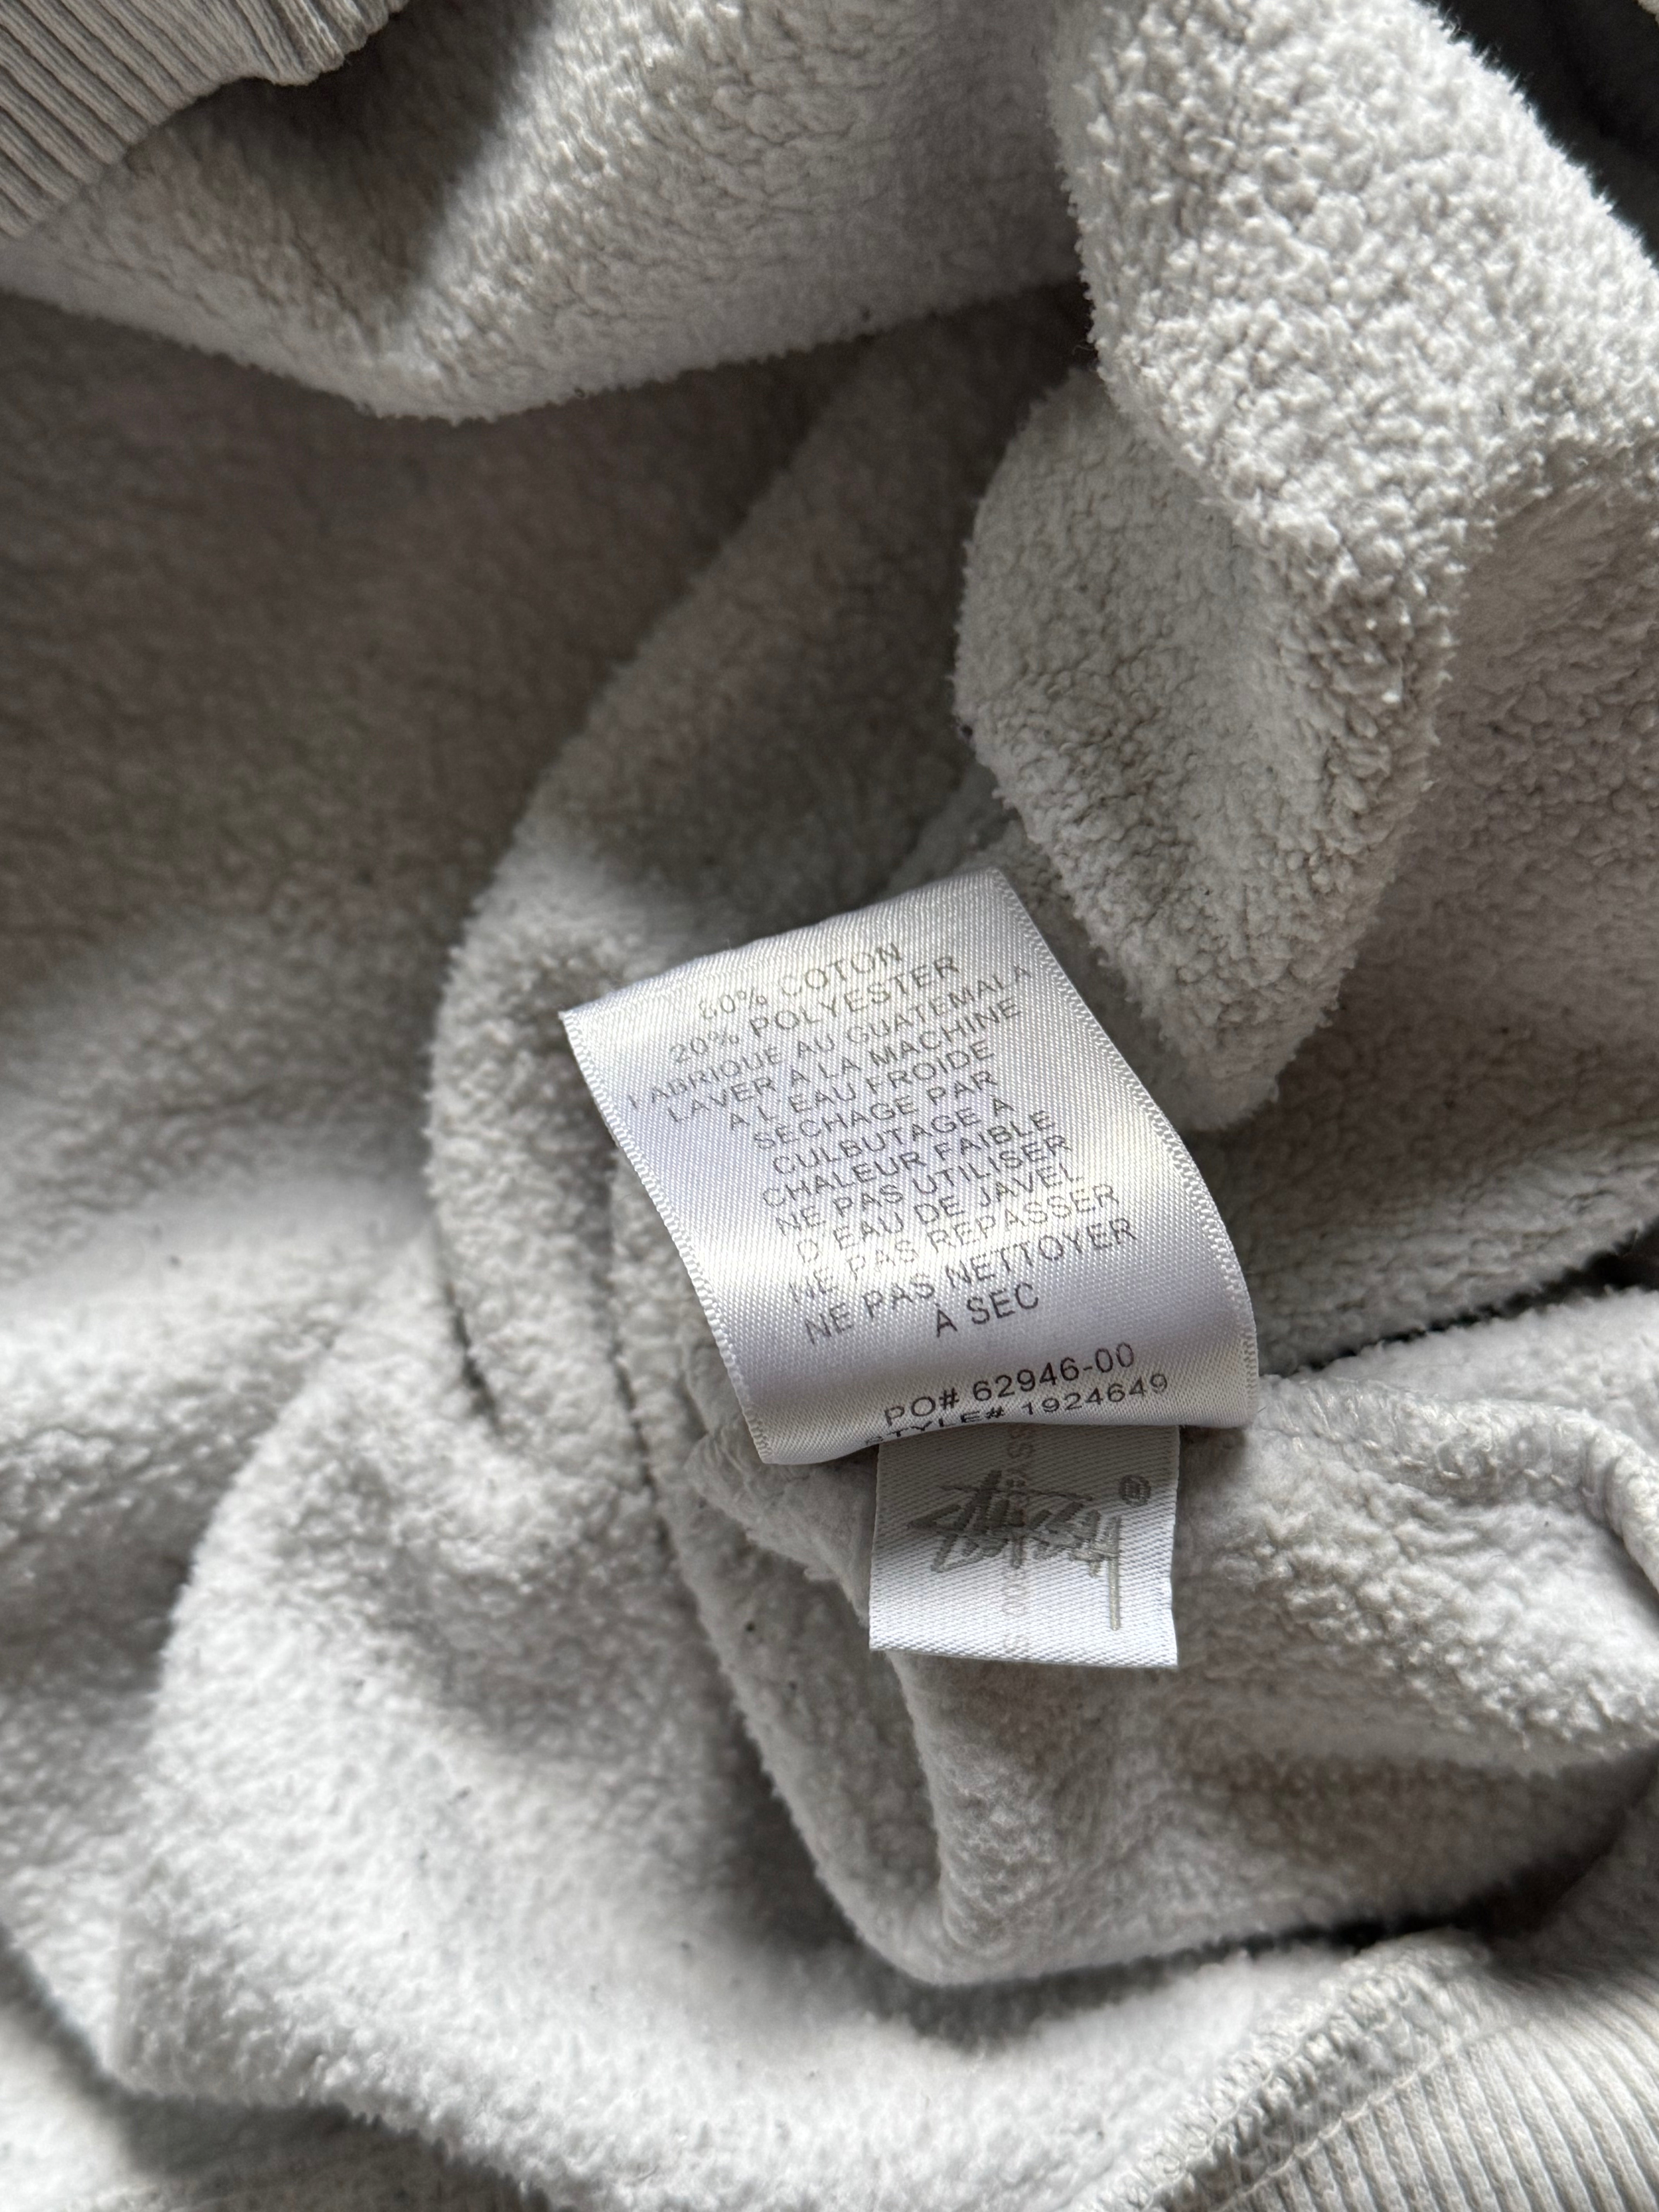 80% COTON
20% POLYESTER
FABRIQUE AU GUATEMALA
LAVER A LA MACHINE
A L' EAU FROIDE
SECHAGE PAR
CULBUTAGE A
CHALEUR FAIBLE
NE PAS UTILISER
D' EAU DE JAVEL
NE PAS REPASSER
NE PAS NETTOYER
A SEC
PO# 62946-00
STYLE# 1924649
Stüssy ®